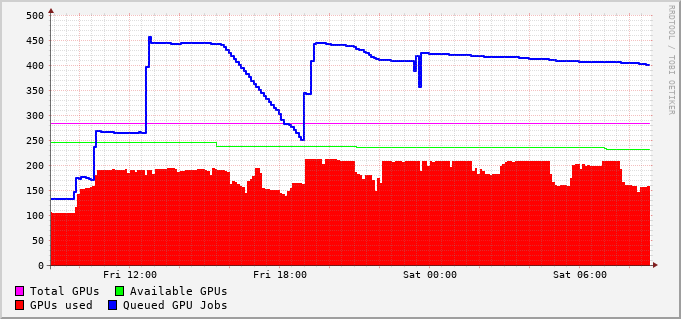 500
450
400
350
300
250
200
150
100
50
0
Fri 12:00 Fri 18:00 Sat 00:00 Sat 06:00
Total GPUs Available GPUs
GPUs used Queued GPU Jobs
RRDTOOL / TOBI OETIKER